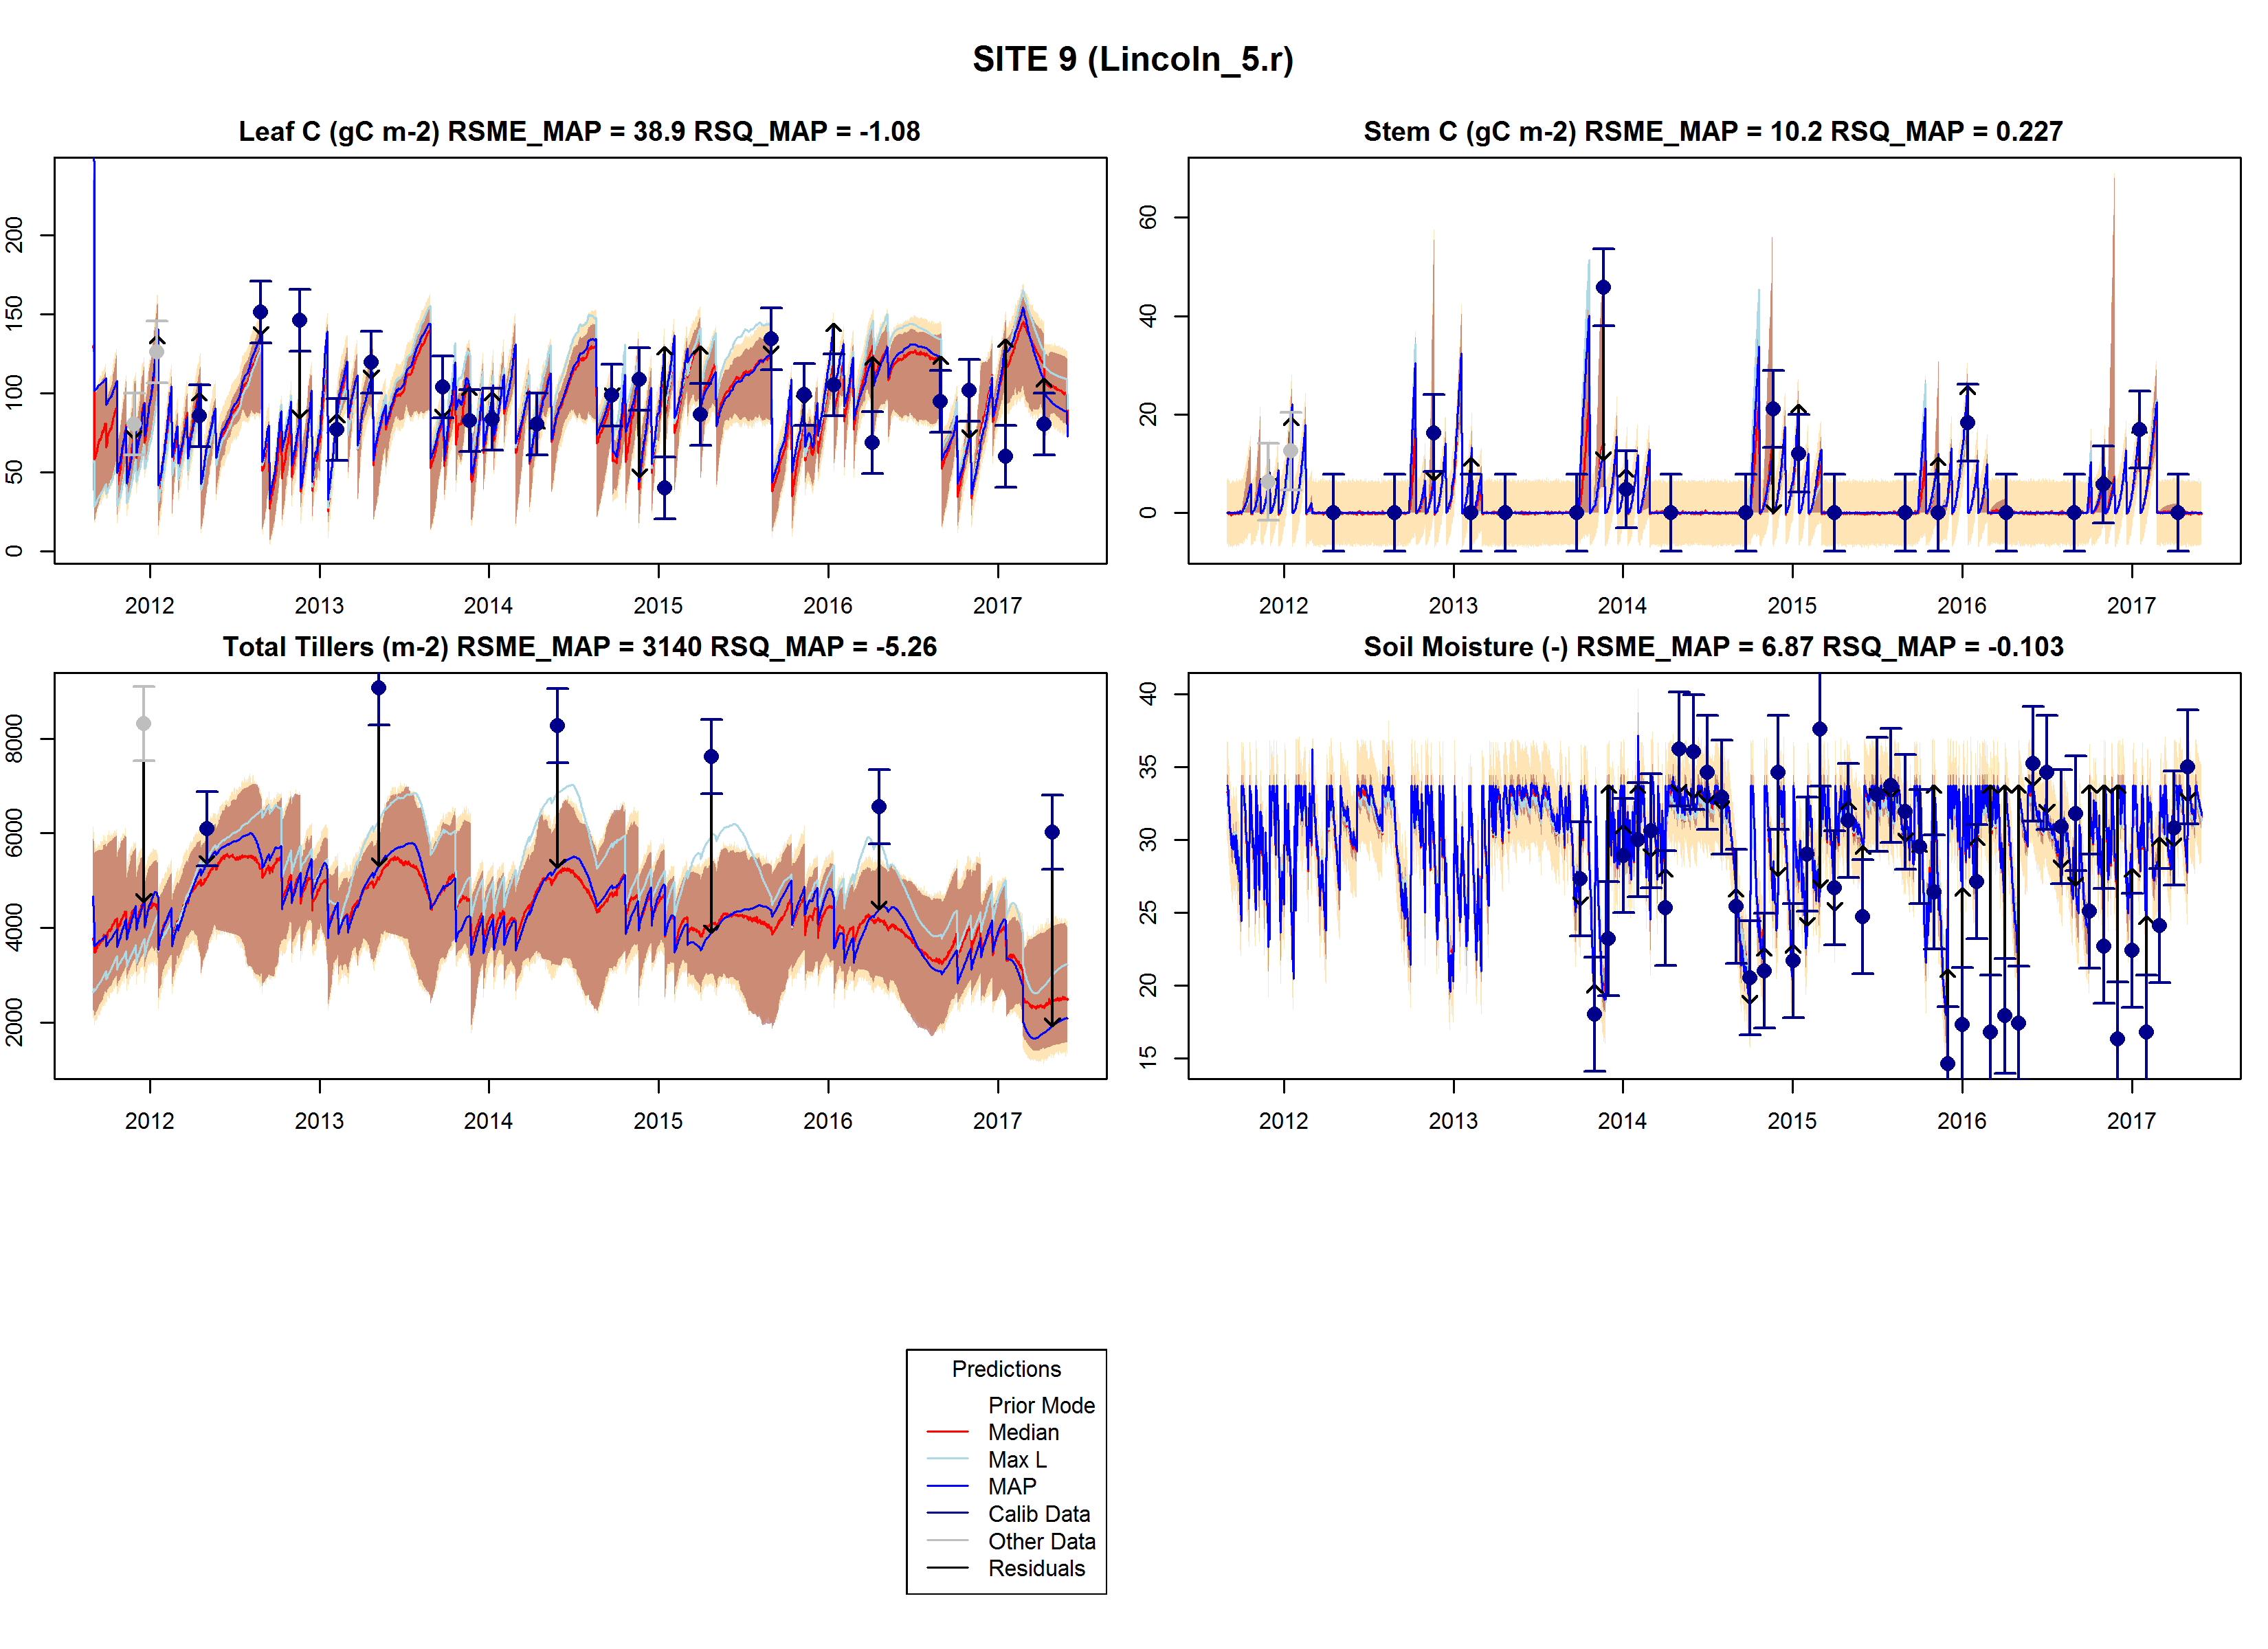 SITE 9 (Lincoln_5.r)
Leaf C (gC m-2) RSME_MAP = 38.9 RSQ_MAP = -1.08
0 50 100 150 200
2012 2013 2014 2015 2016 2017
Stem C (gC m-2) RSME_MAP = 10.2 RSQ_MAP = 0.227
0 20 40 60
2012 2013 2014 2015 2016 2017
Total Tillers (m-2) RSME_MAP = 3140 RSQ_MAP = -5.26
2000 4000 6000 8000
2012 2013 2014 2015 2016 2017
Soil Moisture (-) RSME_MAP = 6.87 RSQ_MAP = -0.103
15 20 25 30 35 40
2012 2013 2014 2015 2016 2017
Predictions
Prior Mode
Median
Max L
MAP
Calib Data
Other Data
Residuals